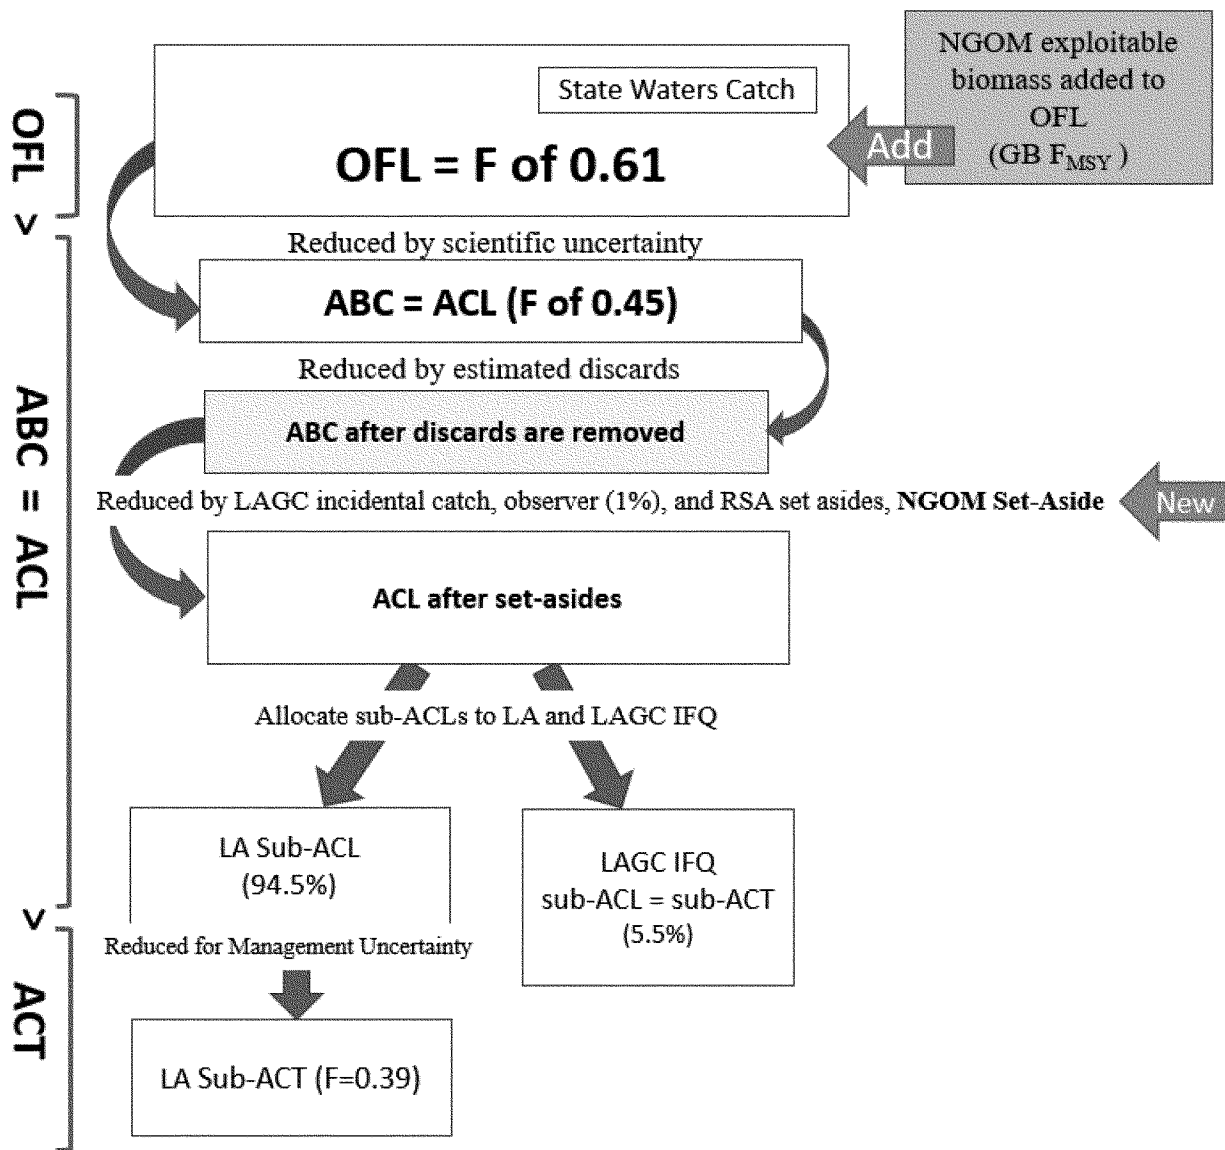 NGOM exploitable
biomass added to
OFL
(GB FMSY )
State Waters Catch
Add
OFL = F of 0.61
OFL
>
Reduced by scientific uncertainty
ABC = ACL (F of 0.45)
Reduced by estimated discards
ABC after discards are removed
ABC = ACL
Reduced by LAGC incidental catch, observer (1%), and RSA set asides, NGOM Set-Aside
New
ACL after set-asides
Allocate sub-ACLs to LA and LAGC IFQ
LA Sub-ACL
(94.5%)
LAGC IFQ
sub-ACL = sub-ACT
(5.5%)
>
Reduced for Management Uncertainty
ACT
LA Sub-ACT (F=0.39)